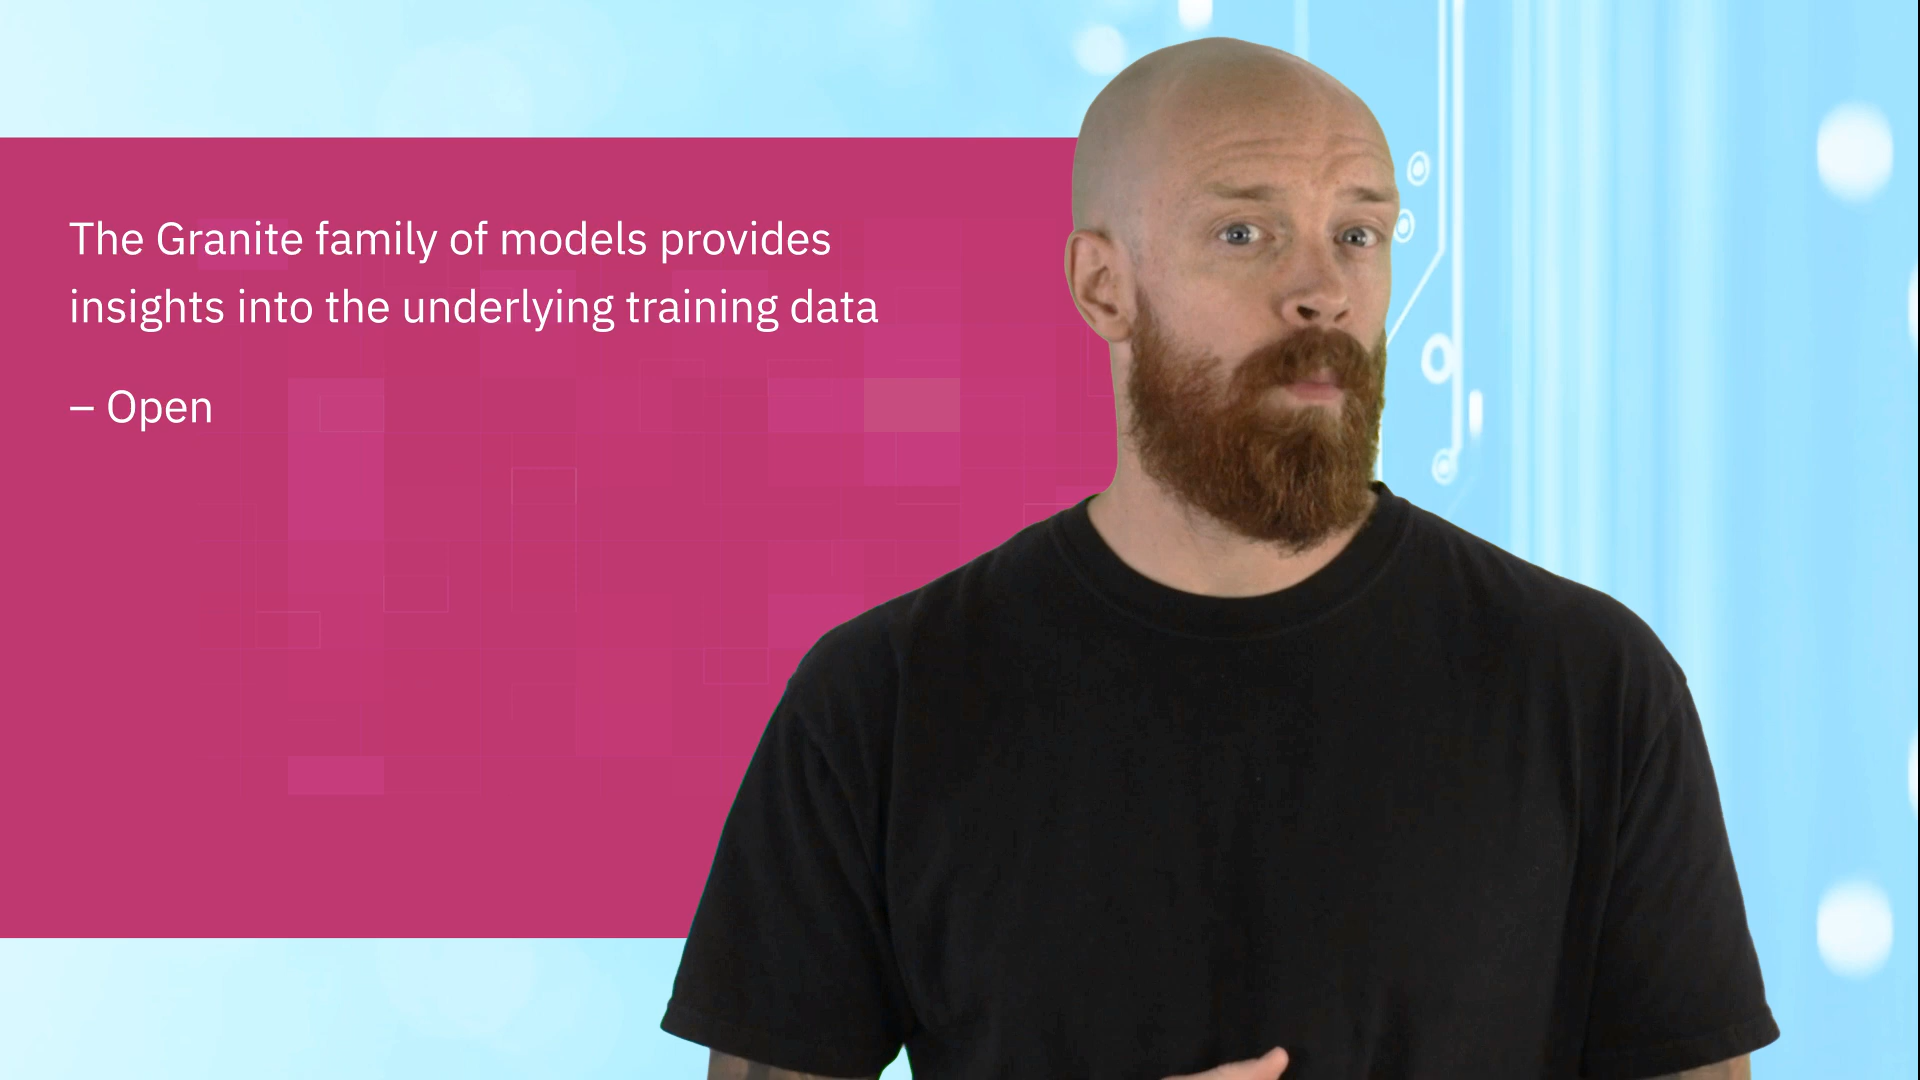 The Granite family of models provides
insights into the underlying training data
– Open